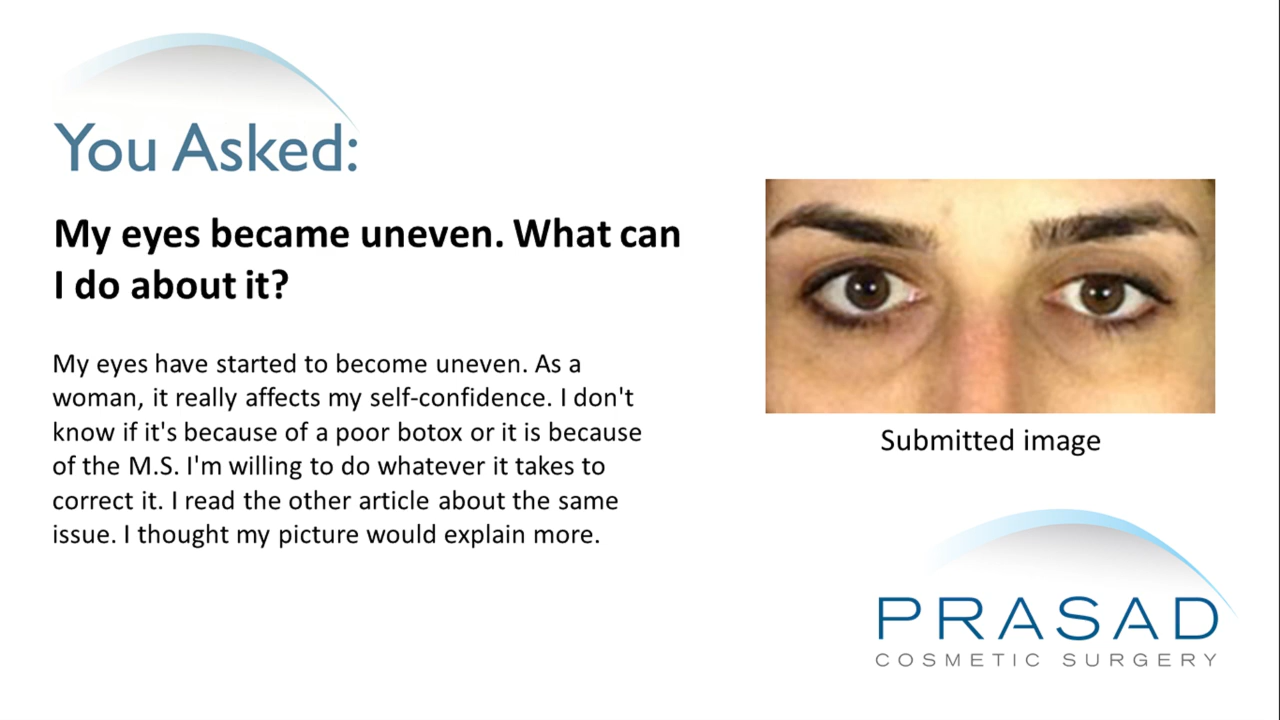 You Asked:
My eyes became uneven. What can
I do about it?
My eyes have started to become uneven. As a
woman, it really affects my self-confidence. I don't
know if it's because of a poor botox or it is because
of the M.S. I'm willing to do whatever it takes to
correct it. I read the other article about the same
issue. I thought my picture would explain more.
Submitted image
PRASAD
COSMETIC SURGERY